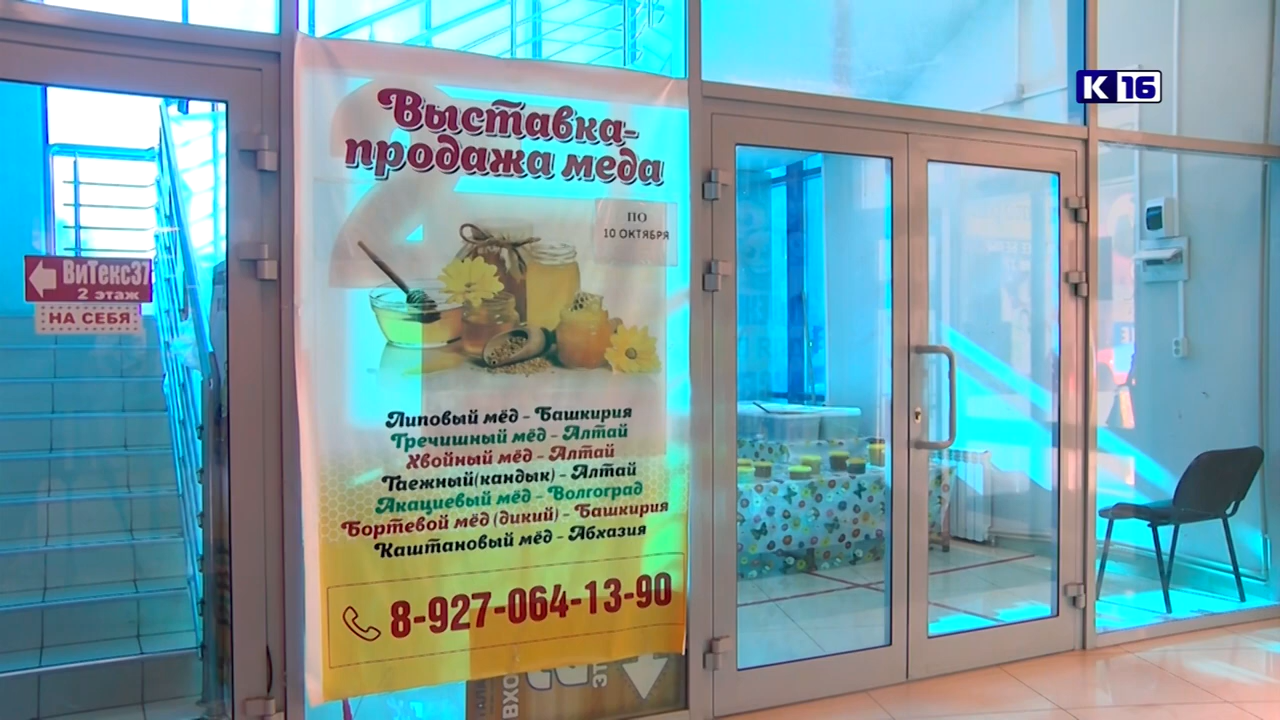 К 16
Выставка-
продажа меда
ПО
10 ОКТЯБРЯ
ВиТекс37
2 этаж
НА СЕБЯ
Липовый мёд - Башкирия
Гречишный мёд - Алтай
Хвойный мёд - Алтай
Таежный(кандык) - Алтай
Акациевый мёд - Волгоград
Бортевой мёд (дикий) - Башкирия
Каштановый мёд - Абхазия
8-927-064-13-90